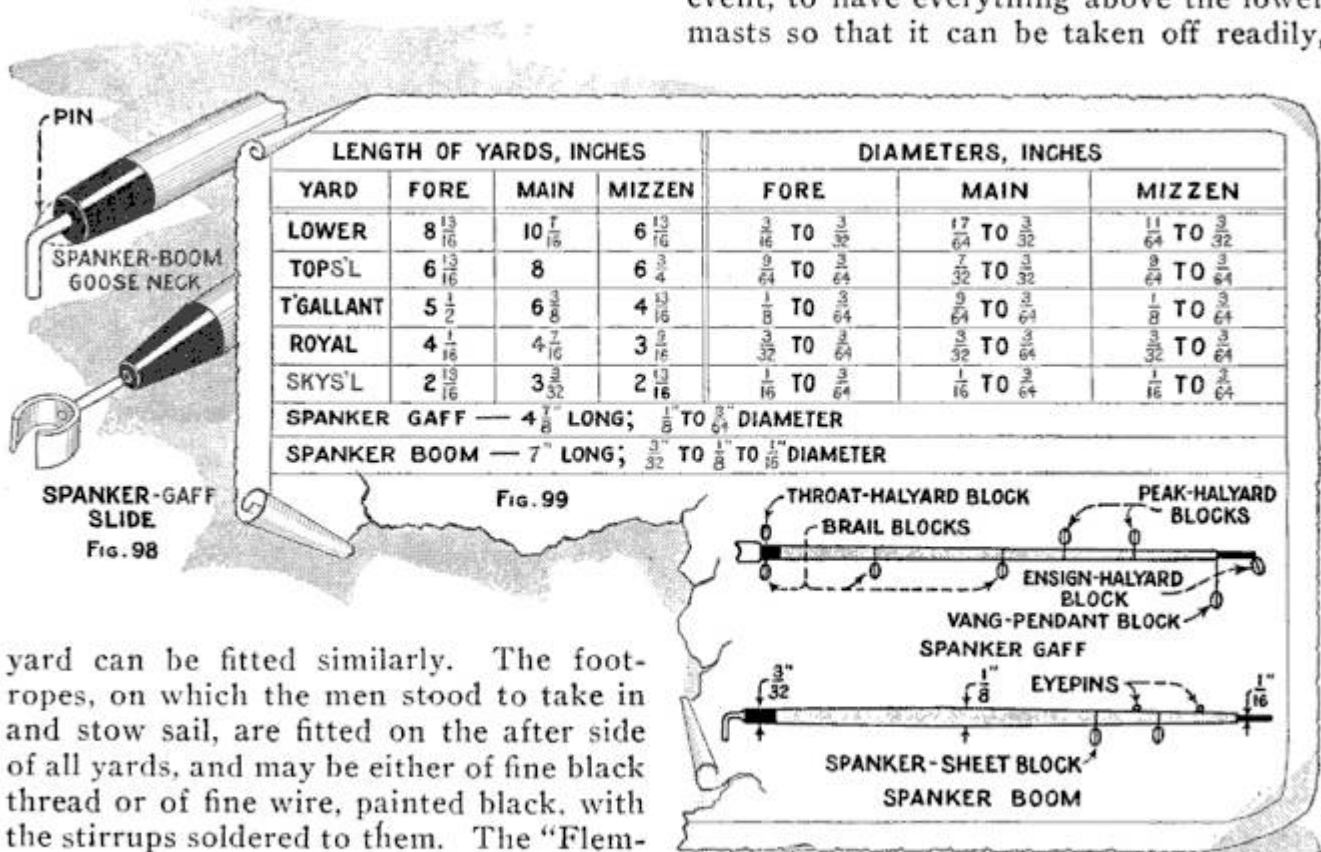 event, to have everything above the lower
masts so that it can be taken off readily,
PIN
SPANKER-BOOM
GOOSE NECK
SPANKER-GAFF
SLIDE
FIG. 98
LENGTH OF YARDS, INCHES DIAMETERS, INCHES
YARD FORE MAIN MIZZEN FORE MAIN MIZZEN
LOWER 8 13/16 10 7/16 6 13/16 3/16 TO 3/32 17/64 TO 3/32 11/64 TO 3/32
TOPS'L 6 13/16 8 6 3/4 9/64 TO 3/64 7/32 TO 3/32 9/64 TO 3/64
T'GALLANT 5 1/2 6 3/8 4 13/16 1/8 TO 3/64 9/64 TO 3/64 1/8 TO 3/64
ROYAL 4 1/16 4 7/16 3 9/16 3/32 TO 3/64 3/32 TO 3/64 3/32 TO 3/64
SKYS'L 2 13/16 3 3/32 2 13/16 1/16 TO 3/64 1/16 TO 3/64 1/16 TO 3/64
SPANKER GAFF — 4 7/8" LONG; 1/8" TO 3/64" DIAMETER
SPANKER BOOM — 7" LONG; 3/32" TO 1/8" TO 1/16" DIAMETER
FIG. 99
THROAT-HALYARD BLOCK
BRAIL BLOCKS
PEAK-HALYARD
BLOCKS
ENSIGN-HALYARD
BLOCK
VANG-PENDANT BLOCK
SPANKER GAFF
3/32" 1/8" EYEPINS 1/16"
SPANKER-SHEET BLOCK
SPANKER BOOM
yard can be fitted similarly. The foot-
ropes, on which the men stood to take in
and stow sail, are fitted on the after side
of all yards, and may be either of fine black
thread or of fine wire, painted black, with
the stirrups soldered to them. The "Flem-